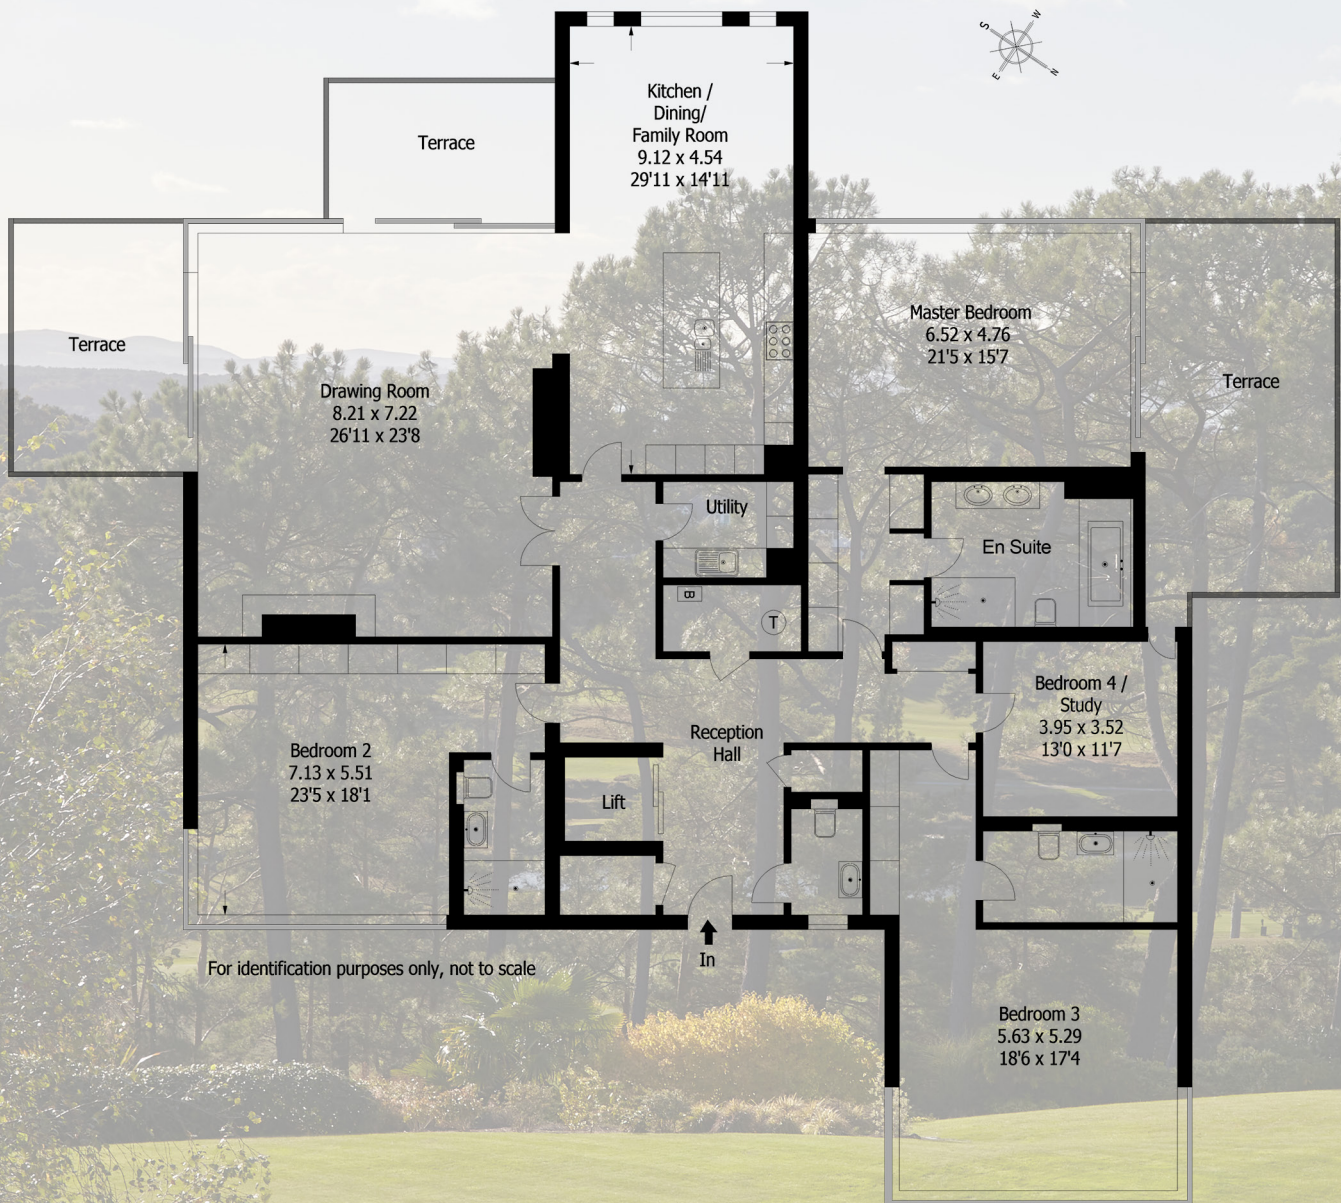 S
W
E
N
Kitchen /
Dining/
Family Room
9.12 x 4.54
29'11 x 14'11
Terrace
Terrace
Drawing Room
8.21 x 7.22
26'11 x 23'8
Master Bedroom
6.52 x 4.76
21'5 x 15'7
Terrace
Utility
En Suite
B
T
Bedroom 4 /
Study
3.95 x 3.52
13'0 x 11'7
Reception
Hall
Bedroom 2
7.13 x 5.51
23'5 x 18'1
Lift
In
For identification purposes only, not to scale
Bedroom 3
5.63 x 5.29
18'6 x 17'4